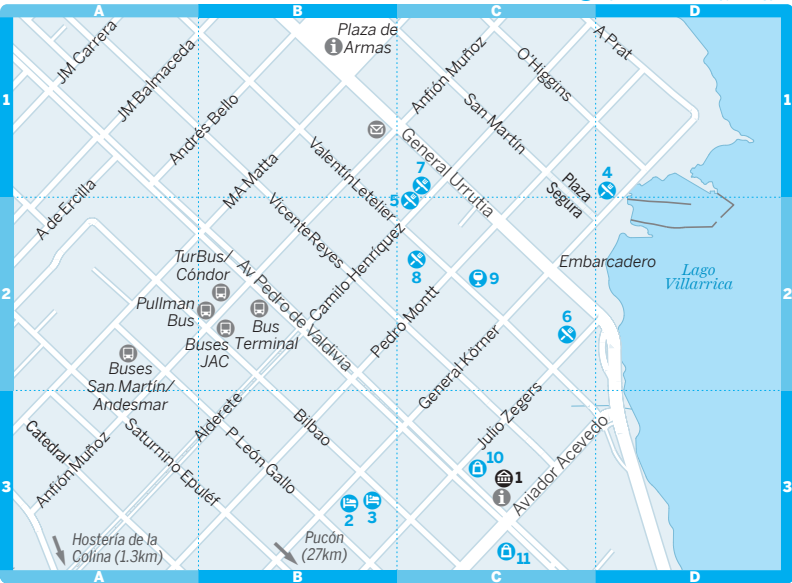 A
B
C
D
Plaza de
Armas
A Prat
JM Carrera
JM Balmaceda
Anfión Muñoz
O'Higgins
1
1
Andrés Bello
San Martín
General Urrutia
Valentín Letelier
MA Matta
7
4
Plaza
Segura
5
A de Ercilla
Vicente Reyes
Camilo Henríquez
TurBus/
Cóndor
Embarcadero
Lago
Villarrica
8
9
2
2
Av Pedro de Valdivia
Pullman
Bus
Bus
Terminal
Buses
JAC
Pedro Montt
6
Buses
San Martín/
Andesmar
General Körner
Julio Zegers
Alderete
Bilbao
Catedral
Anfión Muñoz
Saturnino Epuléf
P León Gallo
Aviador Acevedo
10
1
3
3
2
3
Hostería de la
Colina (1.3km)
Pucón
(27km)
11
A
B
C
D